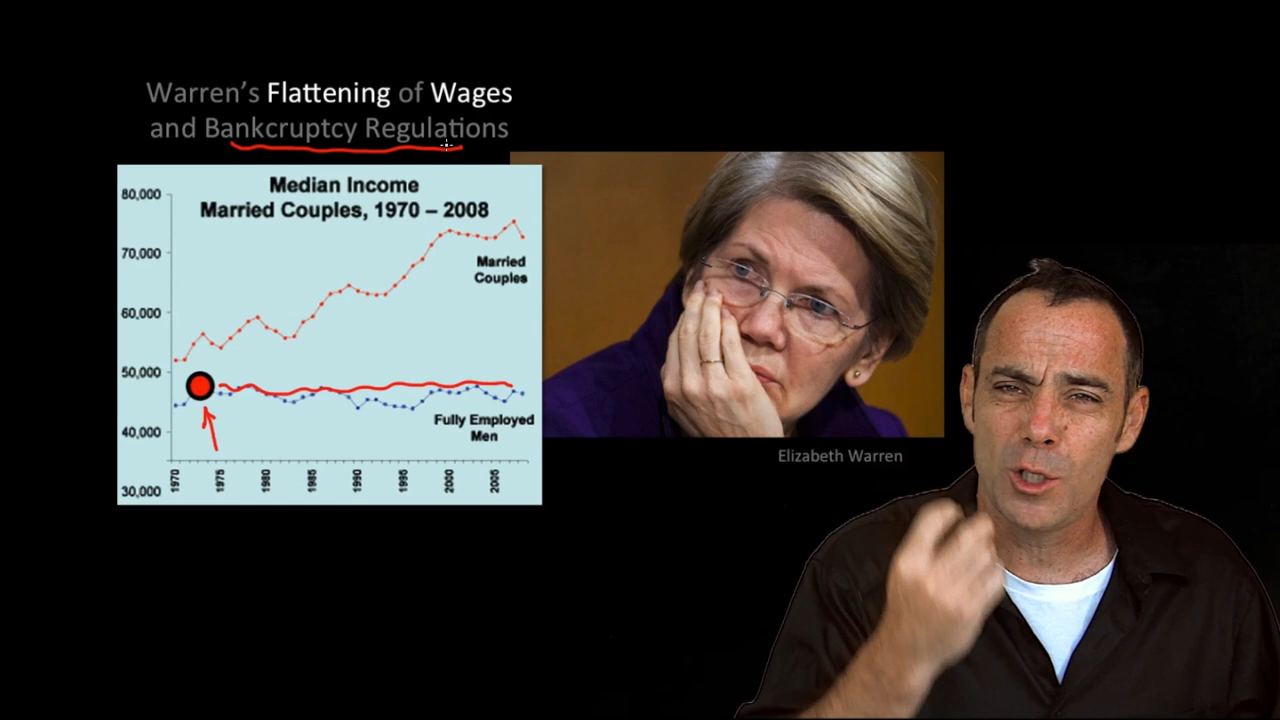 Warren’s Flattening of Wages
and Bankcruptcy Regulations
Median Income
Married Couples, 1970 – 2008
80,000
70,000
60,000
50,000
40,000
30,000
Married
Couples
Fully Employed
Men
1970
1975
1980
1985
1990
1995
2000
2005
Elizabeth Warren